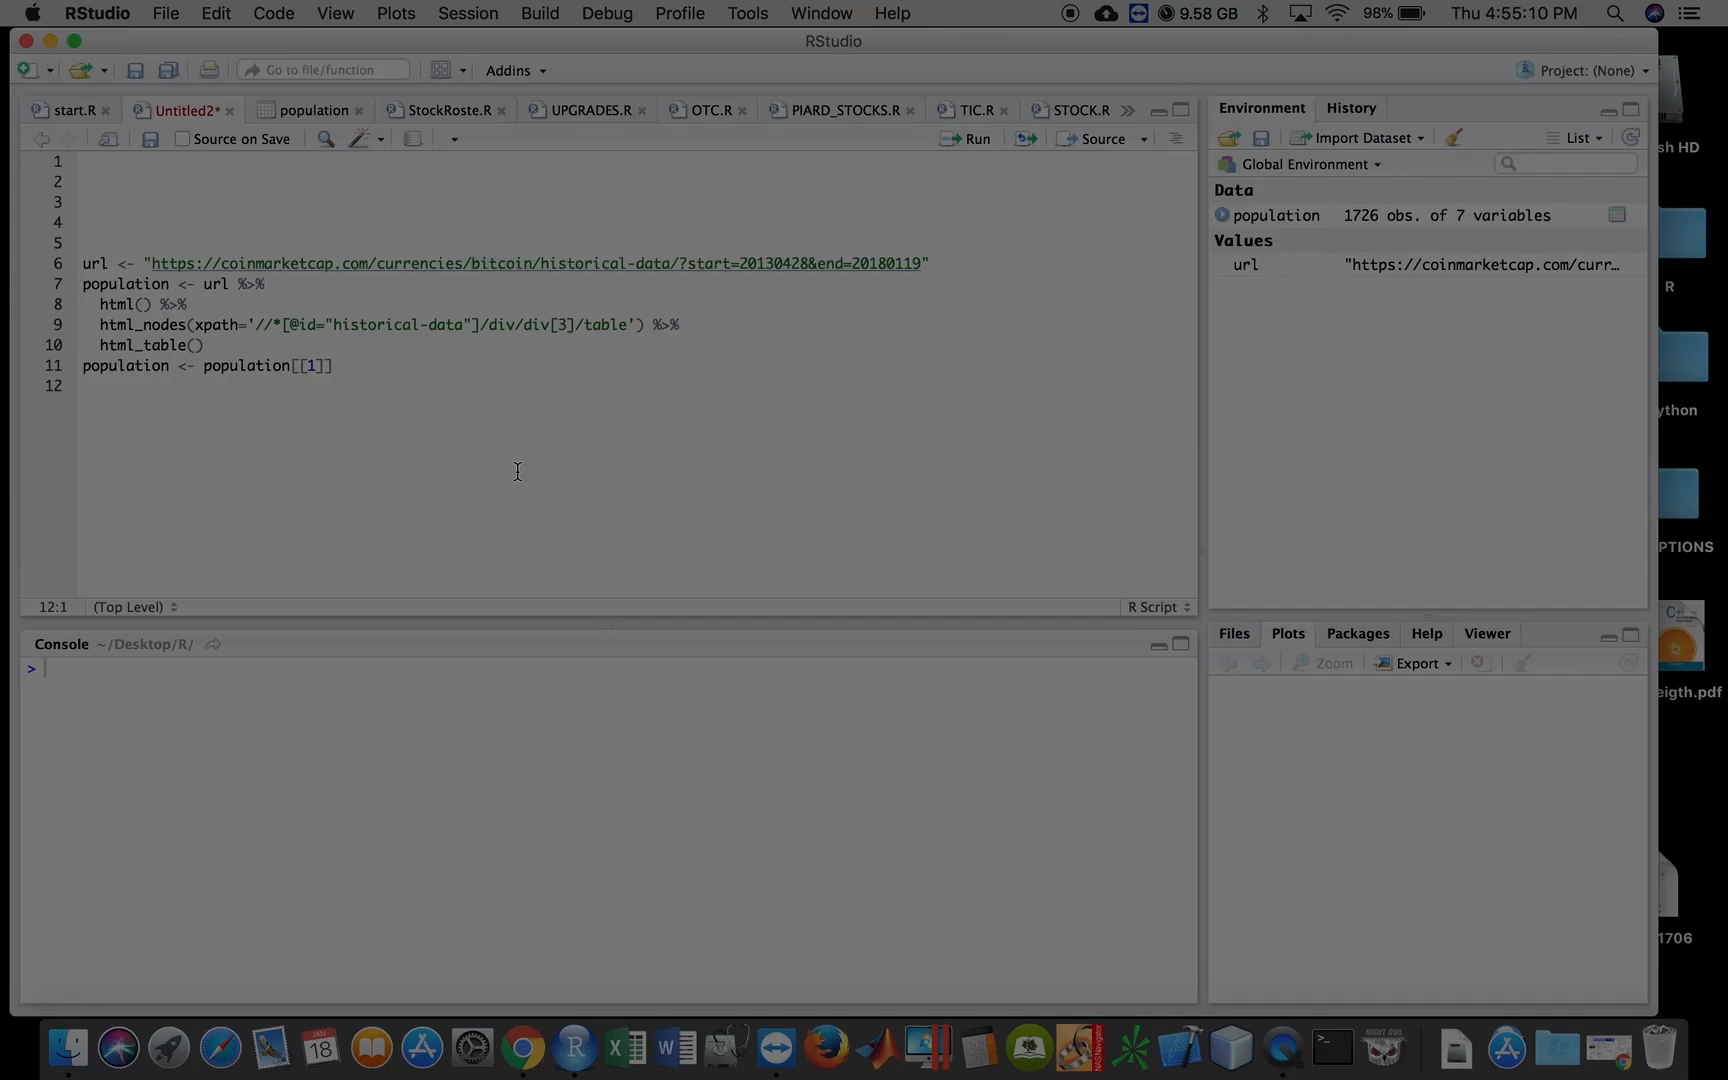 RStudio File Edit Code View Plots Session Build Debug Profile Tools Window Help 9.58 GB 98% Thu 4:55:10 PM
RStudio
Go to file/function Addins Project: (None)
start.R Untitled2* population StockRoste.R UPGRADES.R OTC.R PIARD_STOCKS.R TIC.R STOCK.R
Source on Save Run Source
Environment History
Import Dataset List
Global Environment
Data
population 1726 obs. of 7 variables
Values
url "https://coinmarketcap.com/curr…
1
2
3
4
5
6 url <- "https://coinmarketcap.com/currencies/bitcoin/historical-data/?start=20130428&end=20180119"
7 population <- url %>%
8 html() %>%
9 html_nodes(xpath='//*[@id="historical-data"]/div/div[3]/table') %>%
10 html_table()
11 population <- population[[1]]
12
12:1 (Top Level) R Script
Console ~/Desktop/R/
>
Files Plots Packages Help Viewer
Zoom Export
sh HD
R
ython
PTIONS
C++
eigth.pdf
1706
JAN
18
NASNavigator
NIGHT OWL